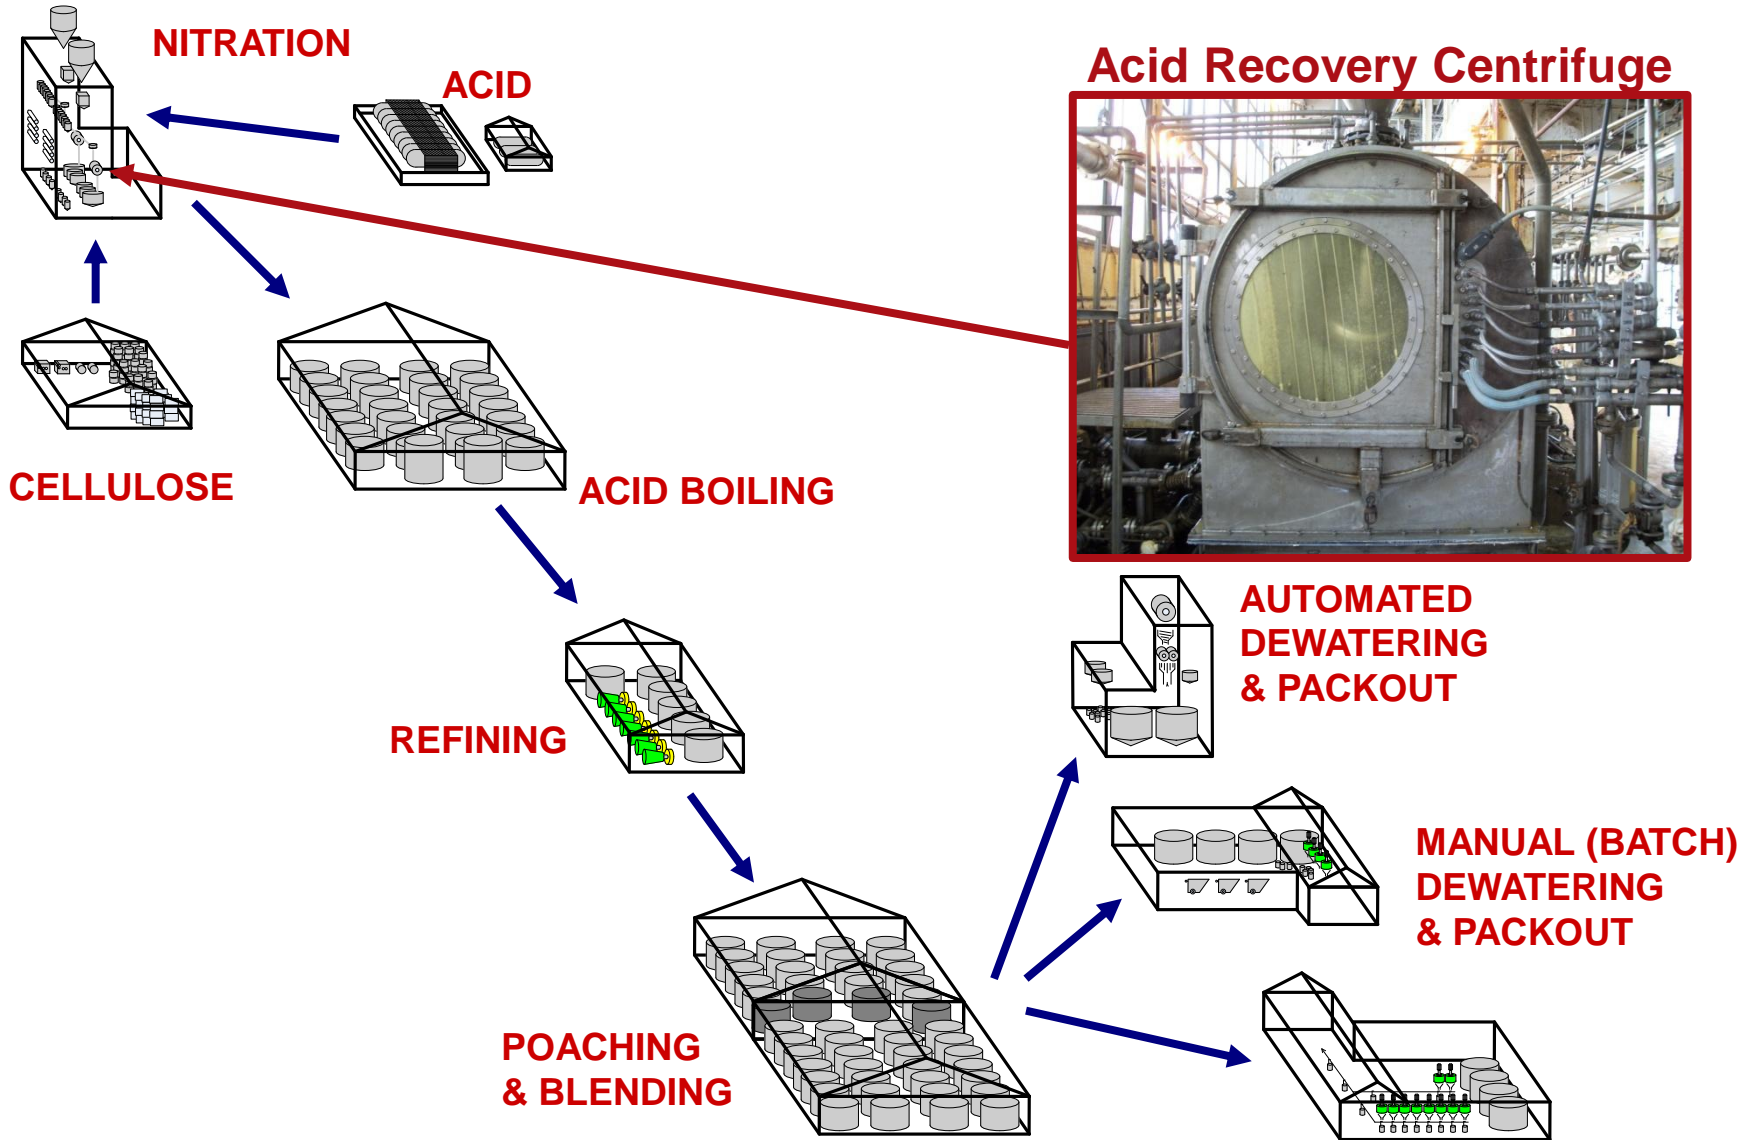 NITRATION
ACID
Acid Recovery Centrifuge
CELLULOSE
ACID BOILING
REFINING
AUTOMATED
DEWATERING
& PACKOUT
MANUAL (BATCH)
DEWATERING
& PACKOUT
POACHING
& BLENDING